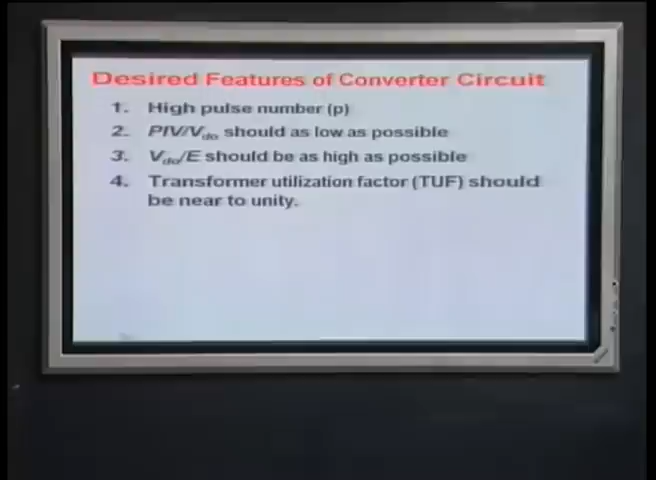 Desired Features of Converter Circuit
1. High pulse number (p)
2. PIV/Vdo should as low as possible
3. Vdo/E should be as high as possible
4. Transformer utilization factor (TUF) should
be near to unity.